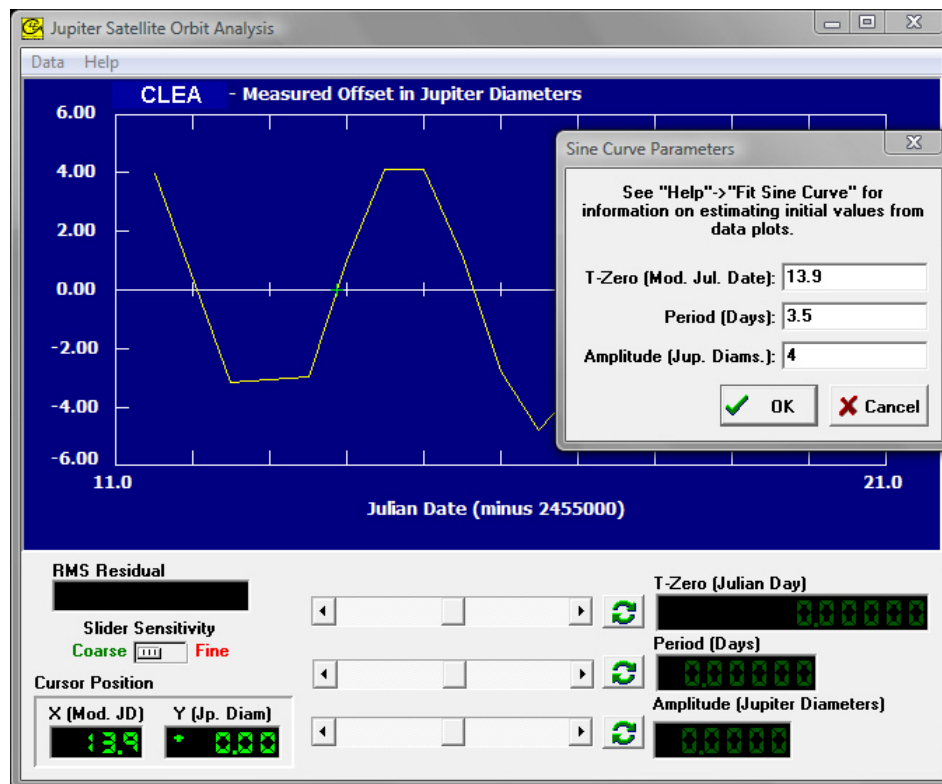 Jupiter Satellite Orbit Analysis
Data Help
CLEA - Measured Offset in Jupiter Diameters
6.00
4.00
2.00
0.00
-2.00
-4.00
-6.00
11.0
21.0
Julian Date (minus 2455000)
Sine Curve Parameters
See "Help"->"Fit Sine Curve" for
information on estimating initial values from
data plots.
T-Zero (Mod. Jul. Date): 13.9
Period (Days): 3.5
Amplitude (Jup. Diams.): 4
OK
Cancel
RMS Residual
Slider Sensitivity
Coarse Fine
Cursor Position
X (Mod. JD) Y (Jp. Diam)
13.9 + 0.00
T-Zero (Julian Day)
0.00000
Period (Days)
0.00000
Amplitude (Jupiter Diameters)
0.0000